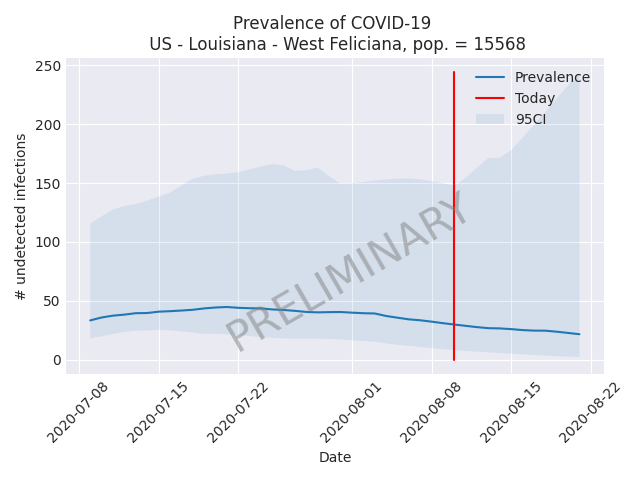 Prevalence of COVID-19
US - Louisiana - West Feliciana, pop. = 15568
250
200
150
100
50
0
# undetected infections
Prevalence
Today
95CI
PRELIMINARY
2020-07-08
2020-07-15
2020-07-22
2020-08-01
2020-08-08
2020-08-15
2020-08-22
Date